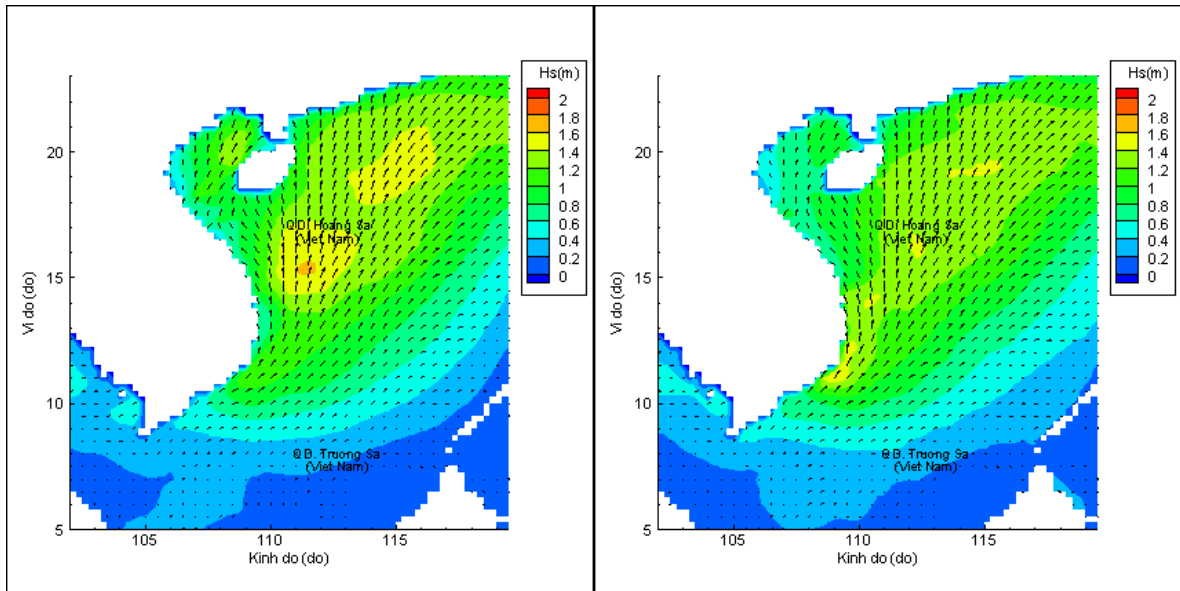 Hs(m)
2
1.8
1.6
1.4
1.2
1
0.8
0.6
0.4
0.2
0
20
15
10
5
Vi do (do)
105
110
115
Kinh do (do)
Q.D. Hoang Sa
(Viet Nam)
Q.D. Truong Sa
(Viet Nam)
Hs(m)
2
1.8
1.6
1.4
1.2
1
0.8
0.6
0.4
0.2
0
20
15
10
5
Vi do (do)
105
110
115
Kinh do (do)
Q.D. Hoang Sa
(Viet Nam)
Q.D. Truong Sa
(Viet Nam)